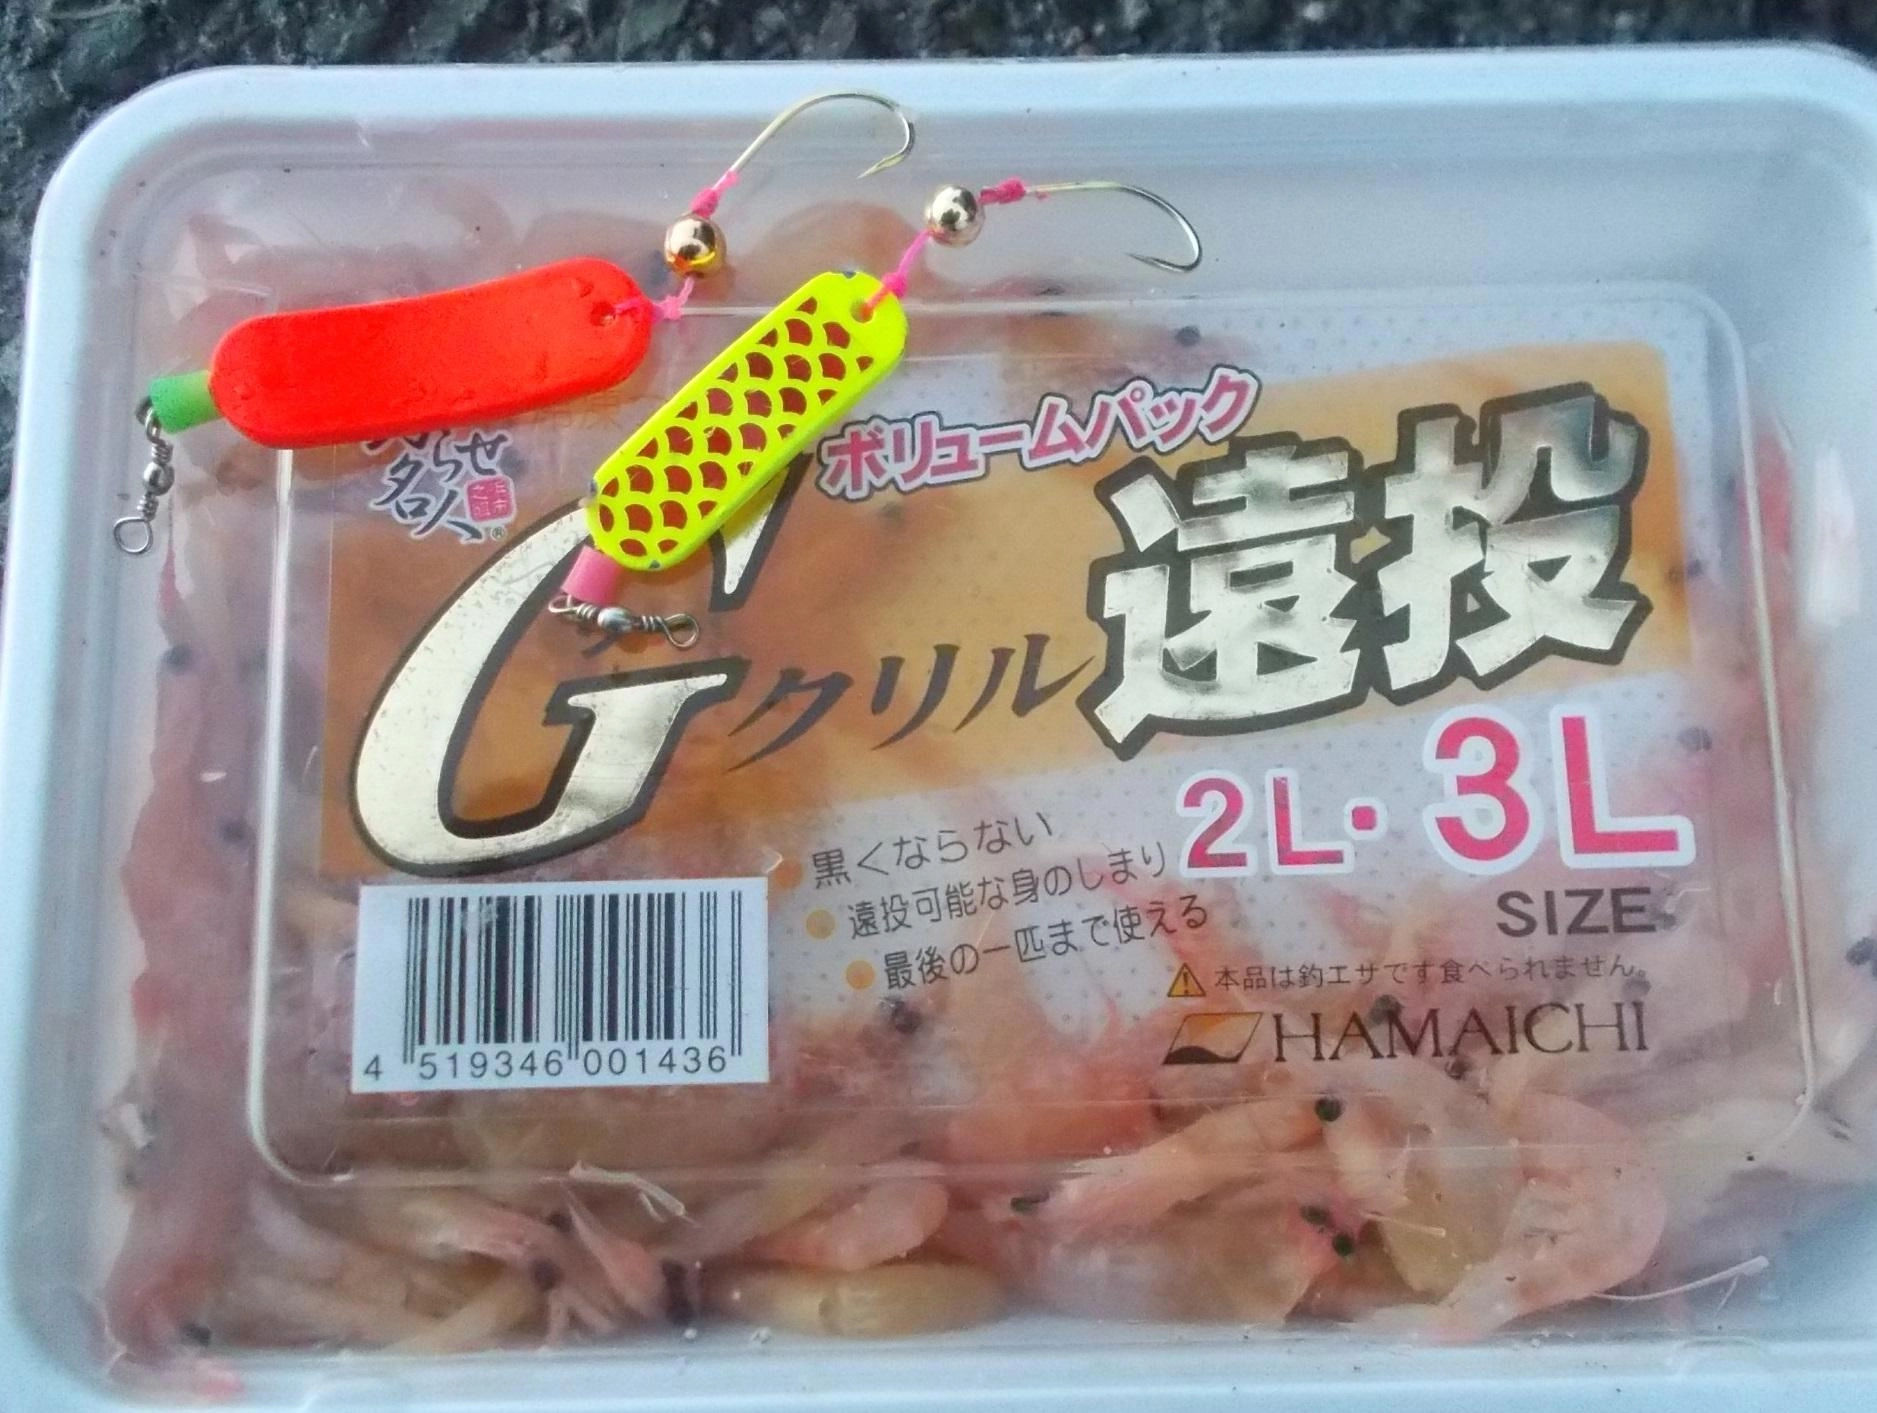 ボリュームパック
名人
Gクリル遠投
2L・3L
SIZE
黒くならない
遠投可能な身のしまり
最後の一匹まで使える
本品は釣エサです食べられません。
HAMAICHI
4 519346 001436